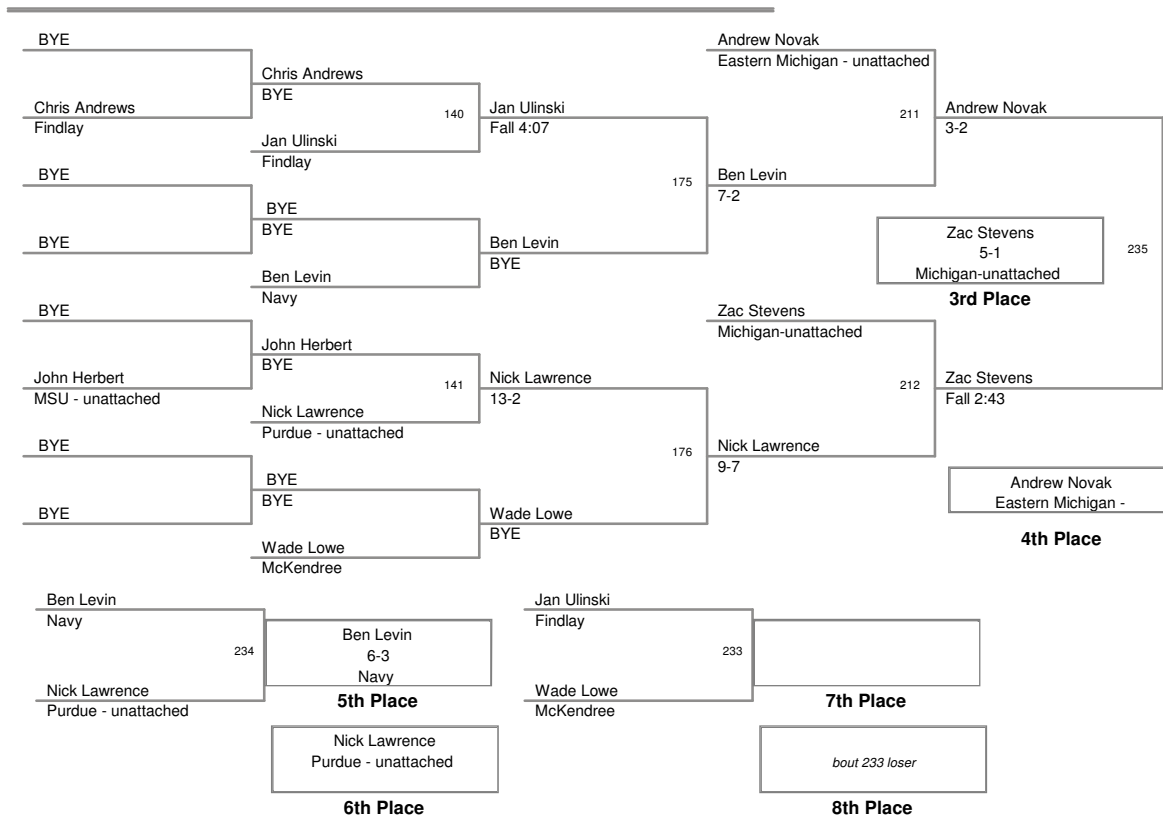 BYE
Chris Andrews
Findlay
BYE
BYE
BYE
John Herbert
MSU - unattached
BYE
BYE
Chris Andrews
BYE
140
Jan Ulinski
Findlay
BYE
BYE
Ben Levin
Navy
John Herbert
BYE
141
Nick Lawrence
Purdue - unattached
BYE
BYE
Wade Lowe
McKendree
Jan Ulinski
Fall 4:07
175
Ben Levin
BYE
Nick Lawrence
13-2
176
Wade Lowe
BYE
Andrew Novak
Eastern Michigan - unattached
211
Ben Levin
7-2
Zac Stevens
Michigan-unattached
212
Nick Lawrence
9-7
Andrew Novak
3-2
Zac Stevens
5-1
Michigan-unattached
235
3rd Place
Zac Stevens
Fall 2:43
Andrew Novak
Eastern Michigan -
4th Place
Ben Levin
Navy
234
Nick Lawrence
Purdue - unattached
Ben Levin
6-3
Navy
5th Place
Nick Lawrence
Purdue - unattached
6th Place
Jan Ulinski
Findlay
233
Wade Lowe
McKendree
7th Place
bout 233 loser
8th Place